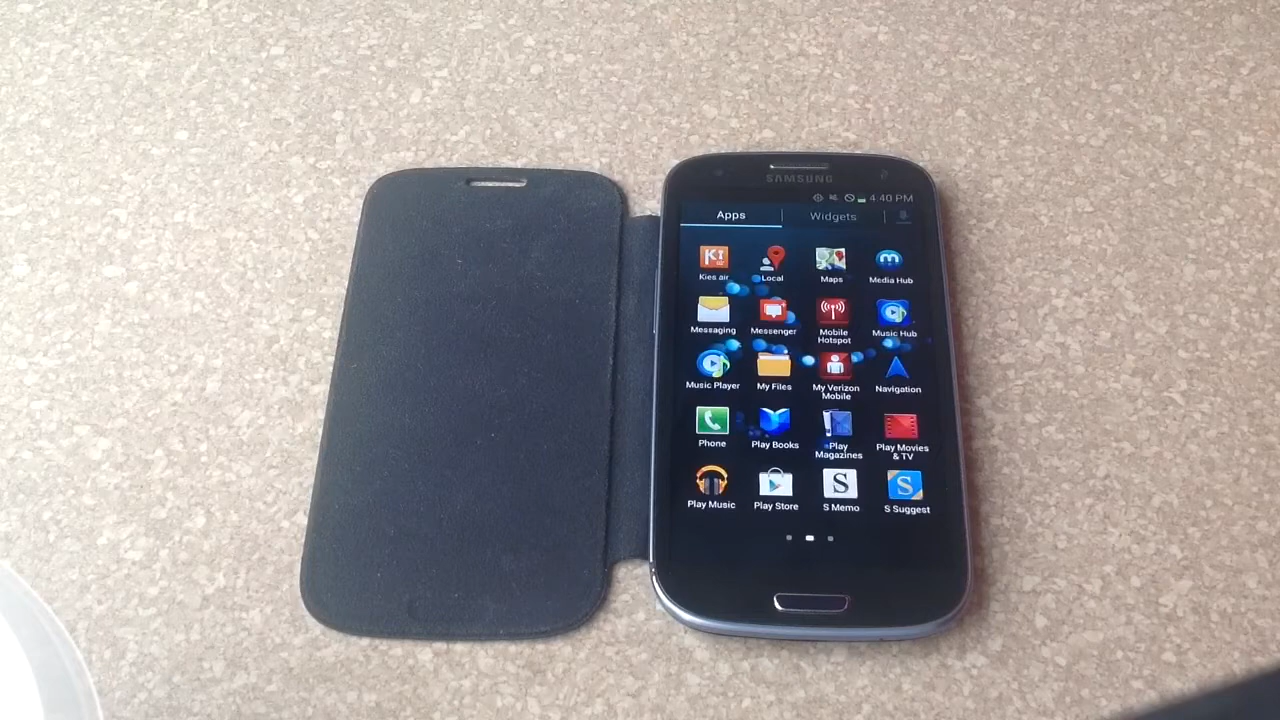 SAMSUNG
4:40 PM
Apps Widgets
KI
air
Kies air Local Maps Media Hub
Messaging Messenger Mobile Hotspot Music Hub
Music Player My Files My Verizon Mobile Navigation
Phone Play Books Play Magazines Play Movies & TV
S S
Play Music Play Store S Memo S Suggest